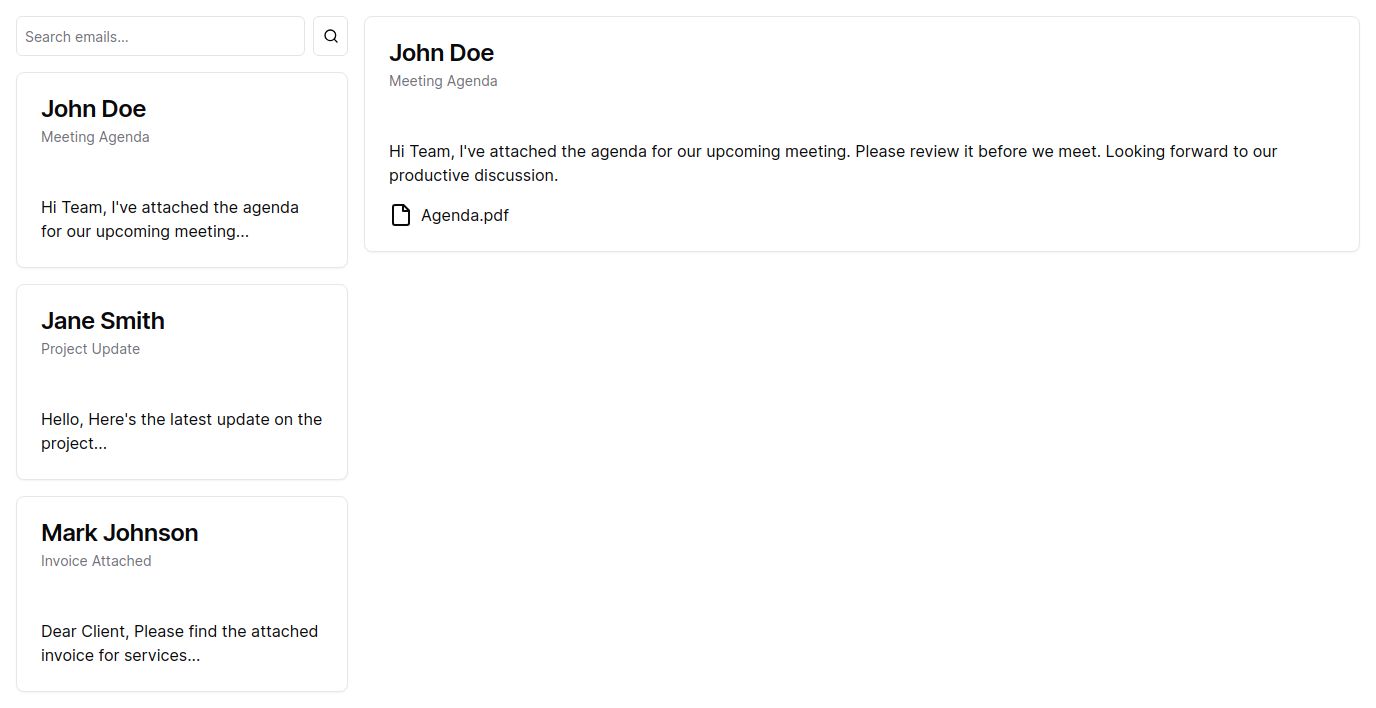 Search emails...
John Doe
Meeting Agenda
Hi Team, I've attached the agenda
for our upcoming meeting...
Jane Smith
Project Update
Hello, Here's the latest update on the
project...
Mark Johnson
Invoice Attached
Dear Client, Please find the attached
invoice for services...
John Doe
Meeting Agenda
Hi Team, I've attached the agenda for our upcoming meeting. Please review it before we meet. Looking forward to our
productive discussion.
Agenda.pdf